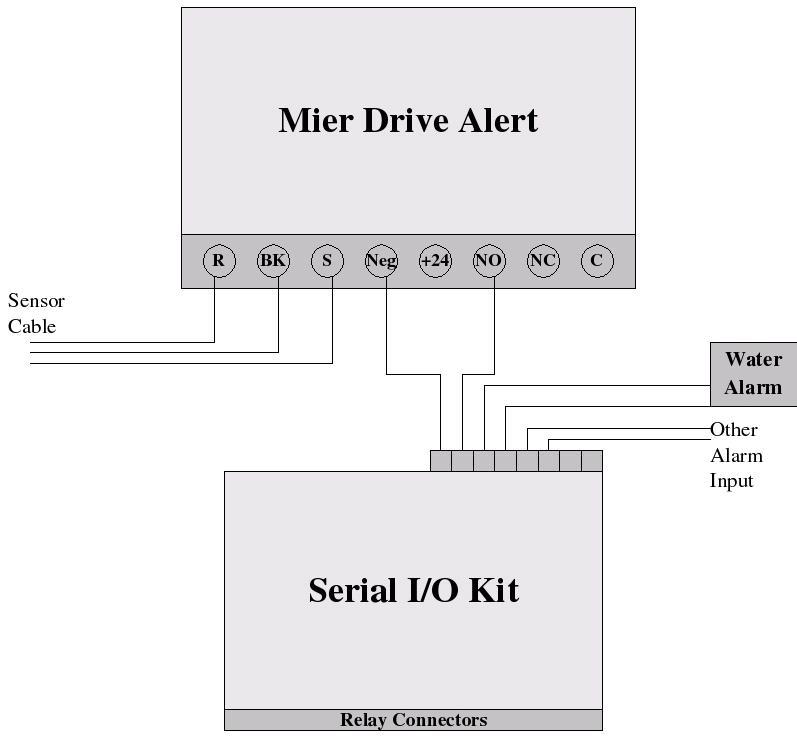 Mier Drive Alert
R BK S Neg +24 NO NC C
Sensor
Cable
Water
Alarm
Other
Alarm
Input
Serial I/O Kit
Relay Connectors